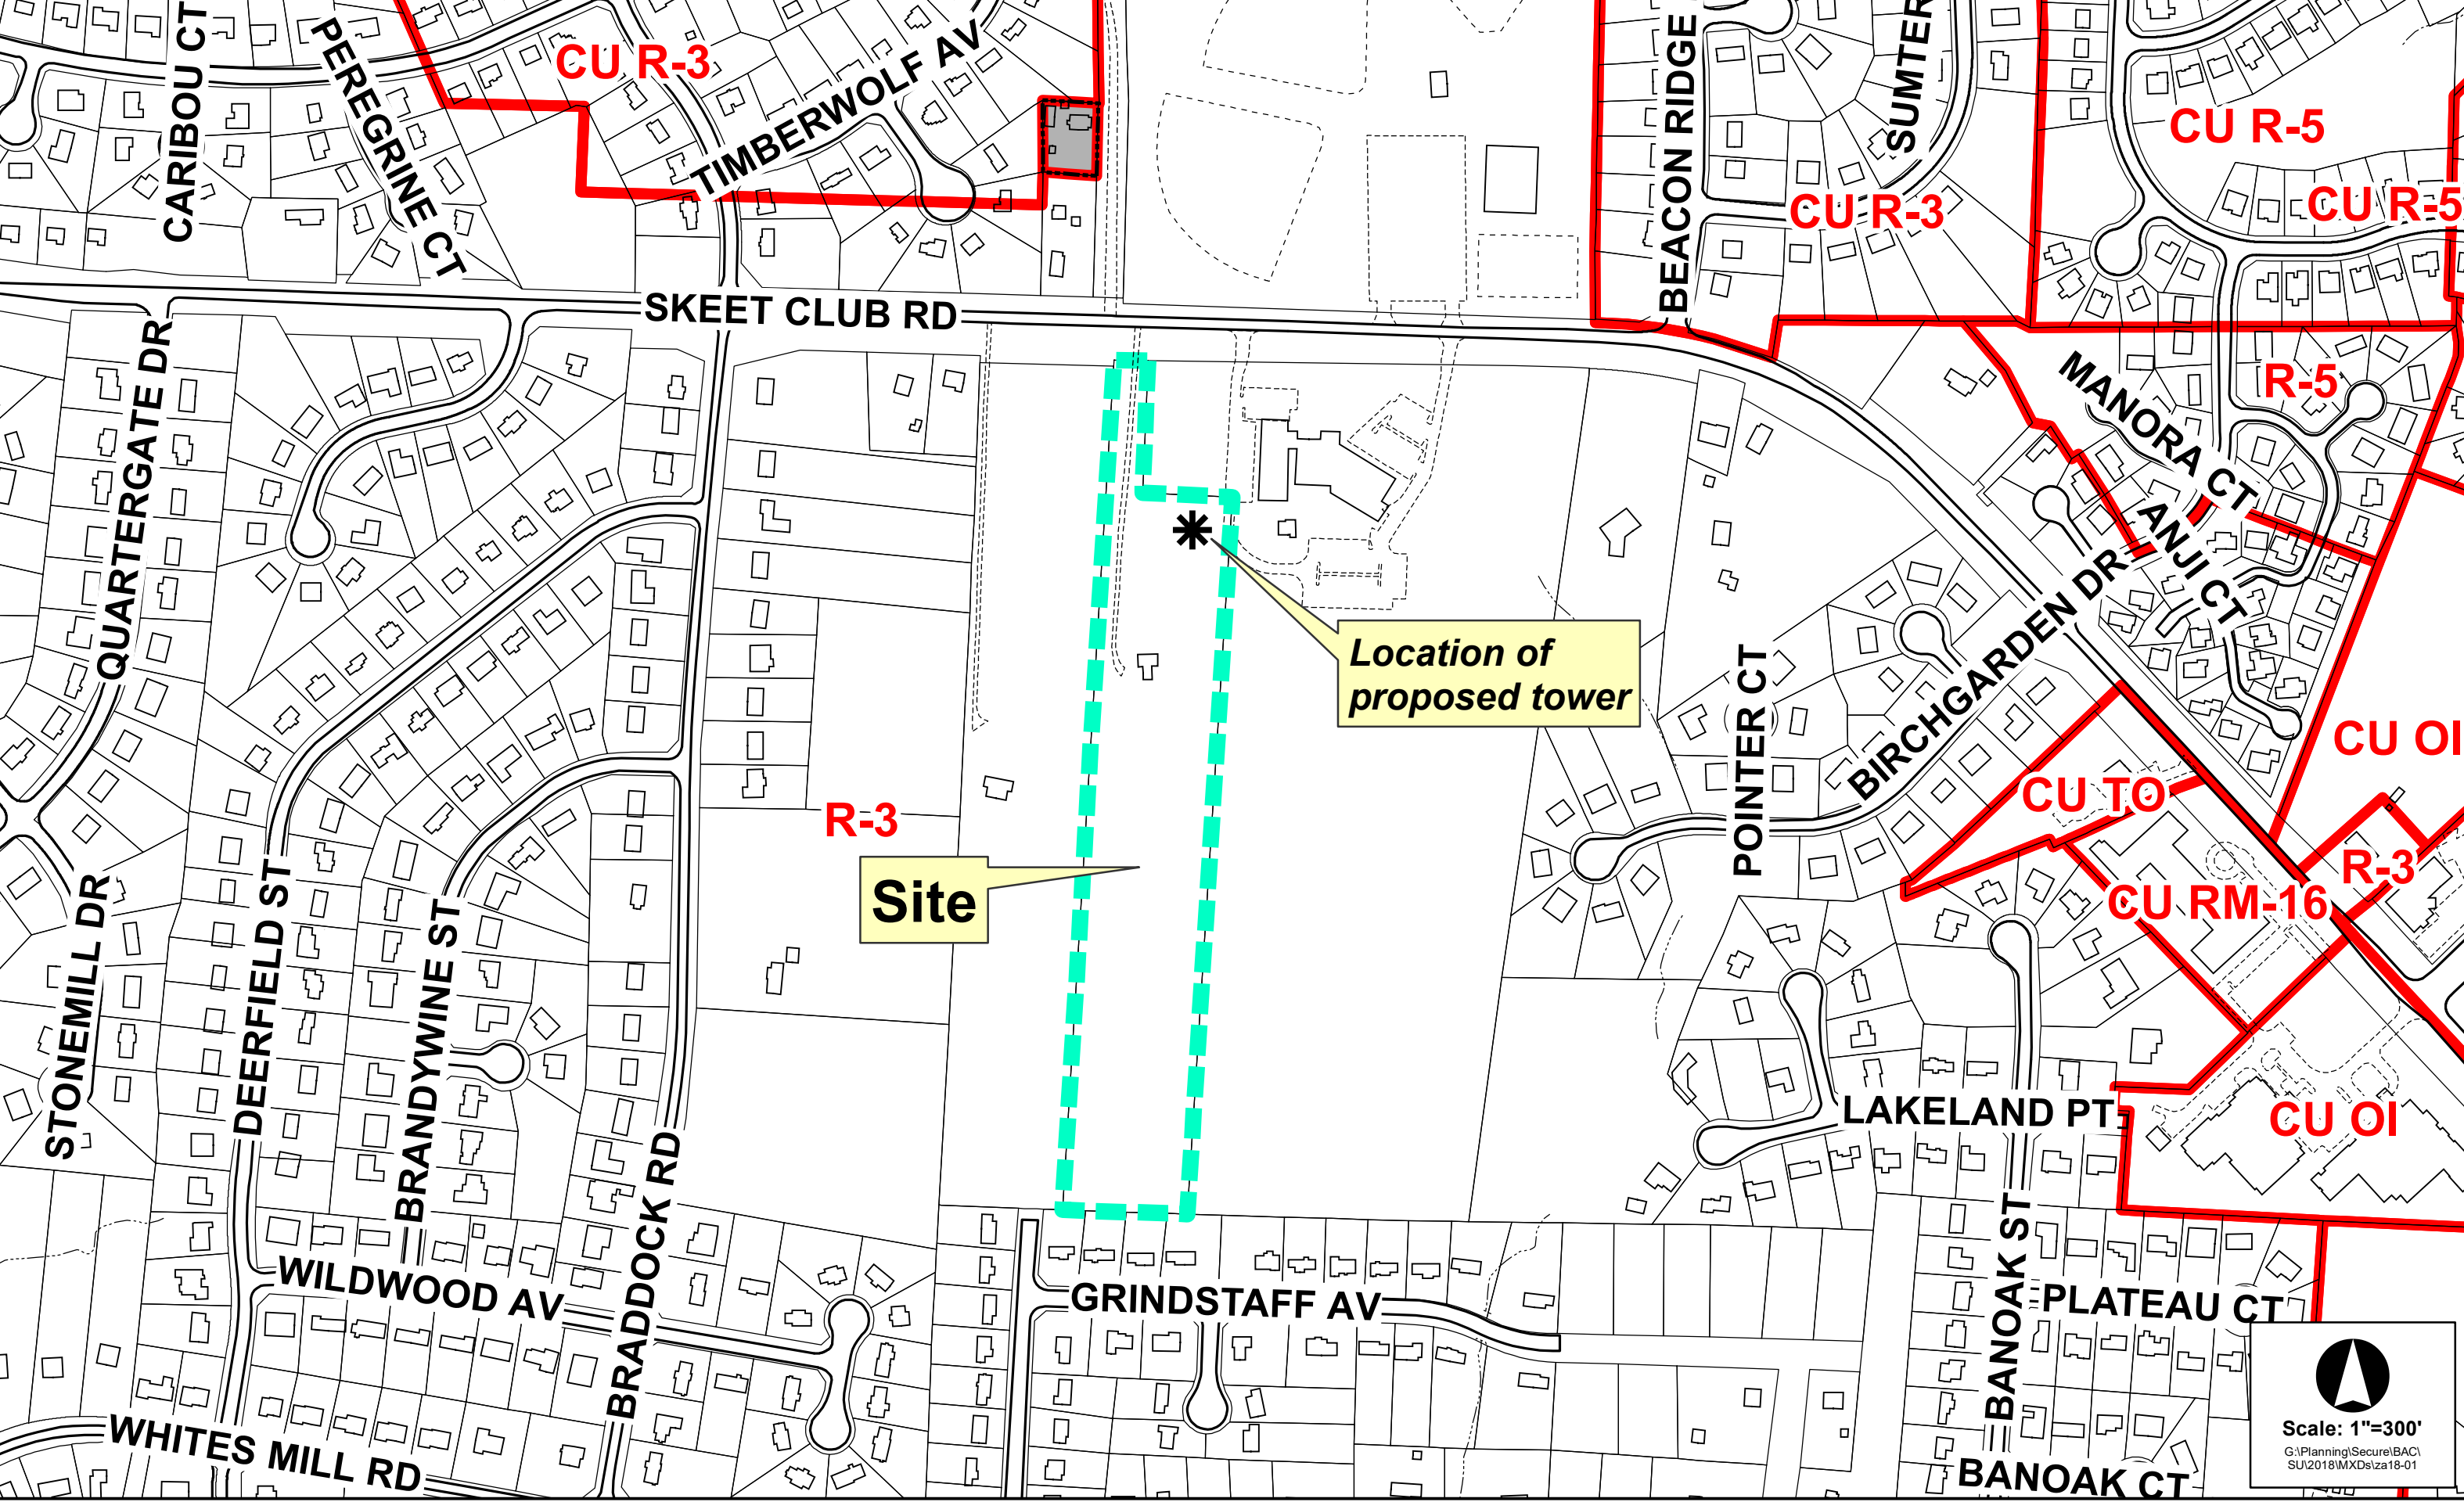 CARIBOU CT
PEREGRINE CT
CU R-3
TIMBERWOLF AV
BEACON RIDGE
SUMTER
CU R-5
CU R-3
CU R-5
SKEET CLUB RD
QUARTERGATE DR
MANORA CT
R-5
ANJI CT
Location of
proposed tower
POINTER CT
BIRCHGARDEN DR
CU OI
CU TO
R-3
Site
R-3
CU RM-16
STONEMILL DR
DEERFIELD ST
BRANDYWINE ST
BRADDOCK RD
LAKELAND PT
CU OI
WILDWOOD AV
GRINDSTAFF AV
BANOAK ST
PLATEAU CT
WHITES MILL RD
BANOAK CT
Scale: 1"=300'
G:\Planning\Secure\BAC\
SU\2018\MXDs\za18-01